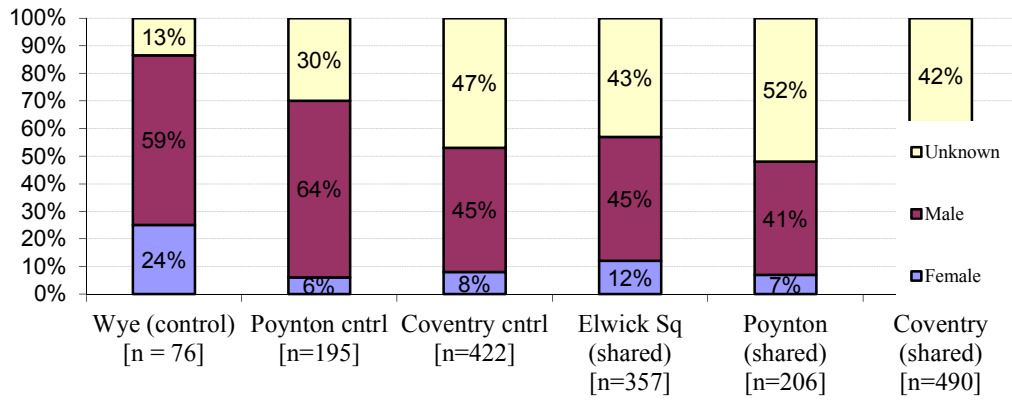 100%
90%
80%
70%
60%
50%
40%
30%
20%
10%
0%
13%
59%
24%
30%
64%
6%
47%
45%
8%
43%
45%
12%
52%
41%
7%
42%
Unknown
Male
Female
Wye (control)
[n = 76]
Poynton cntrl
[n=195]
Coventry cntrl
[n=422]
Elwick Sq
(shared)
[n=357]
Poynton
(shared)
[n=206]
Coventry
(shared)
[n=490]